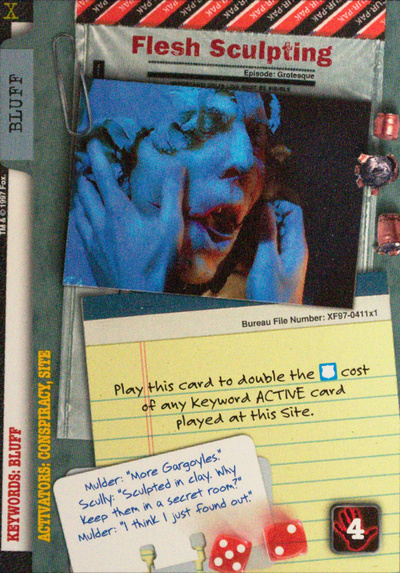 X
UR-PAK UR-PAK UR-PAK
BLUFF
Flesh Sculpting
Episode: Grotesque
TM & © 1997 Fox.
Bureau File Number: XF97-0411x1
Play this card to double the cost
of any Keyword ACTIVE card
played at this Site.
KEYWORDS: BLUFF
ACTIVATORS: CONSPIRACY, SITE
Mulder: "More Gargoyles."
Scully: "Sculpted in clay. Why
keep them in a secret room?"
Mulder: "I think I just found out."
4